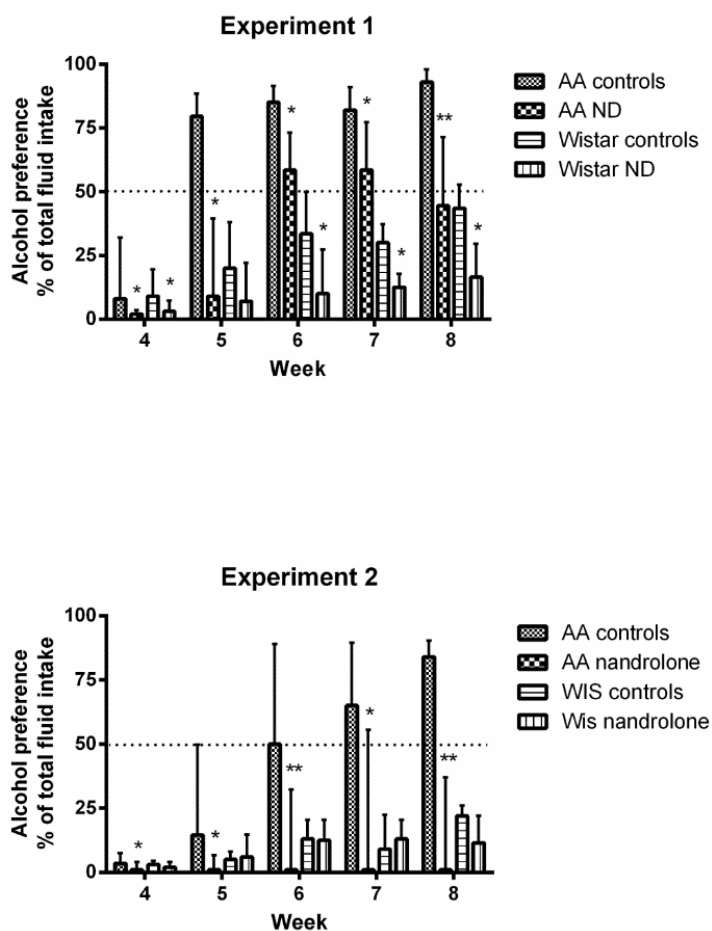 Experiment 1
Alcohol preference
% of total fluid intake
100
75
50
25
0
* * * * * * * ** *
4 5 6 7 8
Week
AA controls
AA ND
Wistar controls
Wistar ND
Experiment 2
Alcohol preference
% of total fluid intake
100
75
50
25
0
* * ** * **
4 5 6 7 8
Week
AA controls
AA nandrolone
WIS controls
Wis nandrolone